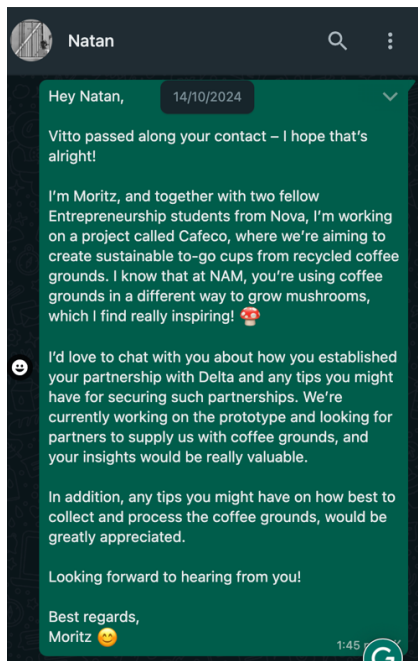 Natan
Hey Natan,
14/10/2024
Vitto passed along your contact – I hope that's
alright!
I'm Moritz, and together with two fellow
Entrepreneurship students from Nova, I'm working
on a project called Cafeco, where we're aiming to
create sustainable to-go cups from recycled coffee
grounds. I know that at NAM, you're using coffee
grounds in a different way to grow mushrooms,
which I find really inspiring! 🍄
I'd love to chat with you about how you established
your partnership with Delta and any tips you might
have for securing such partnerships. We're
currently working on the prototype and looking for
partners to supply us with coffee grounds, and
your insights would be really valuable.
In addition, any tips you might have on how best to
collect and process the coffee grounds, would be
greatly appreciated.
Looking forward to hearing from you!
Best regards,
Moritz 😊
1:45